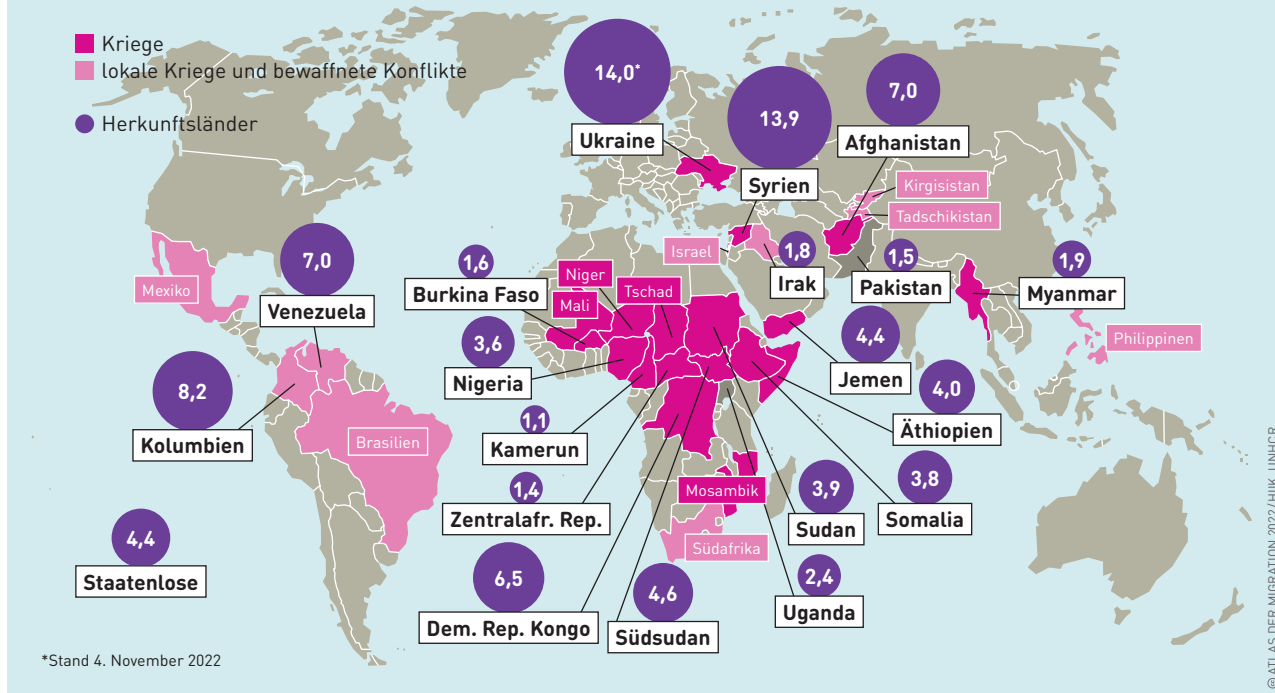 Kriege
lokale Kriege und bewaffnete Konflikte
Herkunftsländer
14,0*
Ukraine
13,9
Syrien
7,0
Afghanistan
Kirgisistan
Tadschikistan
Israel
1,8
Irak
1,5
Pakistan
1,9
Myanmar
Philippinen
Mexiko
7,0
Venezuela
8,2
Kolumbien
Brasilien
1,6
Burkina Faso
Niger
Mali
Tschad
3,6
Nigeria
1,1
Kamerun
1,4
Zentralafr. Rep.
6,5
Dem. Rep. Kongo
4,6
Südsudan
Mosambik
Südafrika
4,4
Jemen
4,0
Äthiopien
3,8
Somalia
3,9
Sudan
2,4
Uganda
4,4
Staatenlose
*Stand 4. November 2022
© ATLAS DER MIGRATION 2022/HIIK, UNHCR